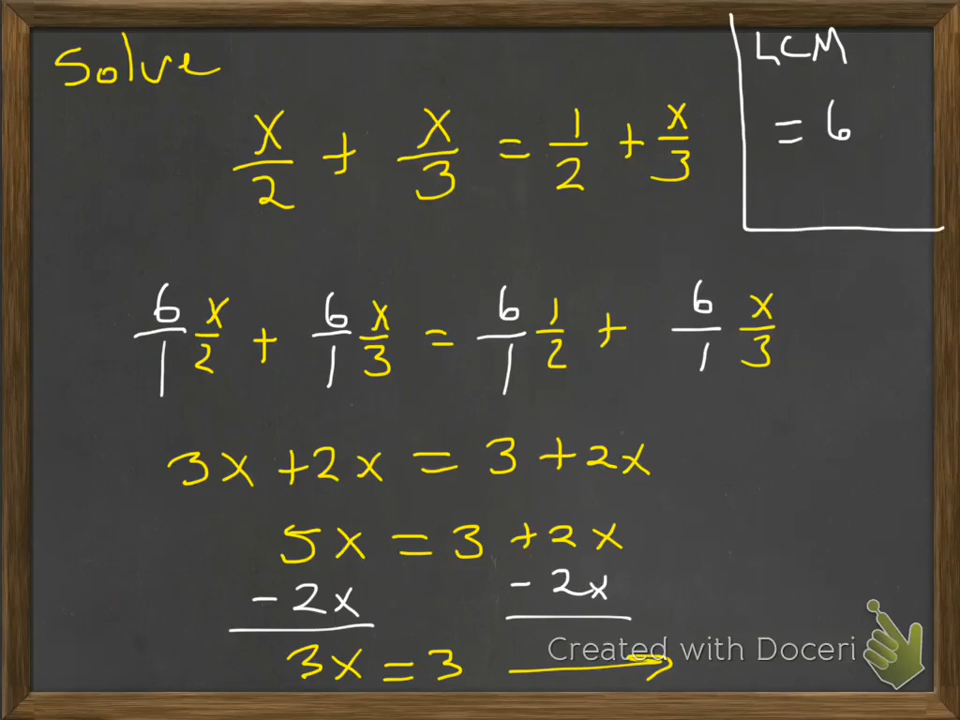 Solve
LCM
= 6
x/2 + x/3 = 1/2 + x/3
6/1 x/2 + 6/1 x/3 = 6/1 1/2 + 6/1 x/3
3x + 2x = 3 + 2x
5x = 3 + 2x
- 2x - 2x
3x = 3 →
Created with Doceri